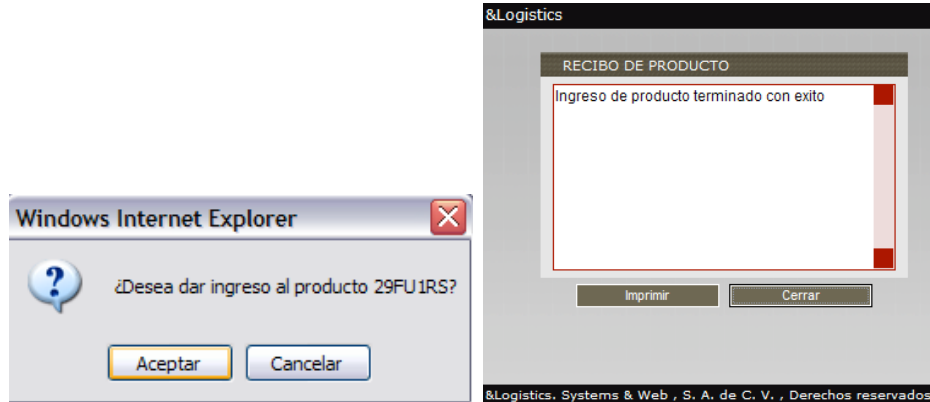 Windows Internet Explorer
¿Desea dar ingreso al producto 29FU1RS?
Aceptar
Cancelar
&Logistics
RECIBO DE PRODUCTO
Ingreso de producto terminado con exito
Imprimir
Cerrar
&Logistics. Systems & Web , S. A. de C. V. , Derechos reservados